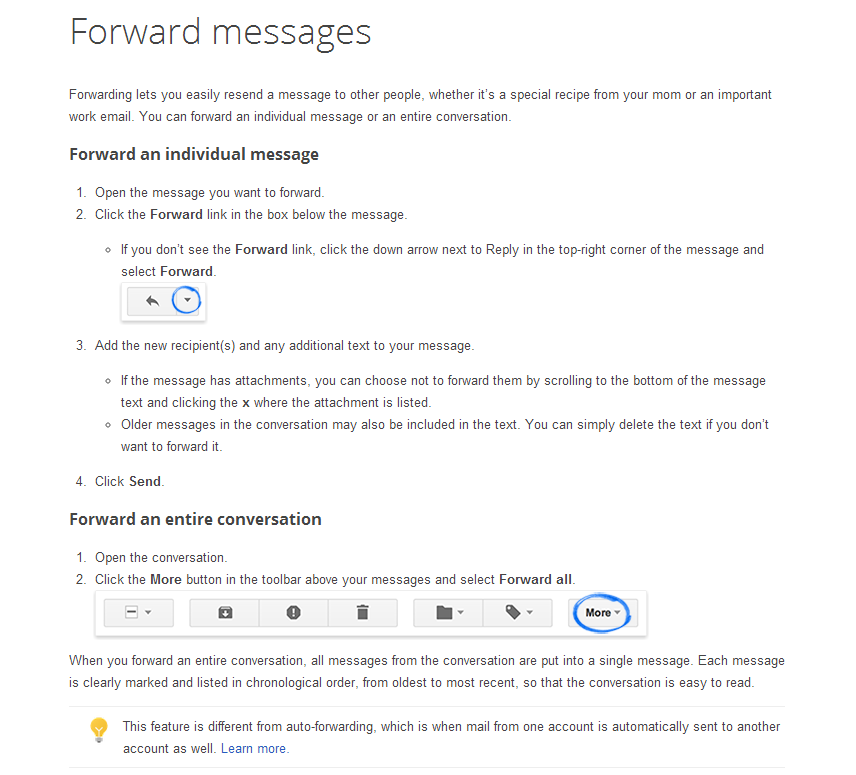 Forward messages
Forwarding lets you easily resend a message to other people, whether it's a special recipe from your mom or an important
work email. You can forward an individual message or an entire conversation.
Forward an individual message
1. Open the message you want to forward.
2. Click the Forward link in the box below the message.
If you don't see the Forward link, click the down arrow next to Reply in the top-right corner of the message and
select Forward.
3. Add the new recipient(s) and any additional text to your message.
If the message has attachments, you can choose not to forward them by scrolling to the bottom of the message
text and clicking the x where the attachment is listed.
Older messages in the conversation may also be included in the text. You can simply delete the text if you don't
want to forward it.
4. Click Send.
Forward an entire conversation
1. Open the conversation.
2. Click the More button in the toolbar above your messages and select Forward all.
More
When you forward an entire conversation, all messages from the conversation are put into a single message. Each message
is clearly marked and listed in chronological order, from oldest to most recent, so that the conversation is easy to read.
This feature is different from auto-forwarding, which is when mail from one account is automatically sent to another
account as well. Learn more.